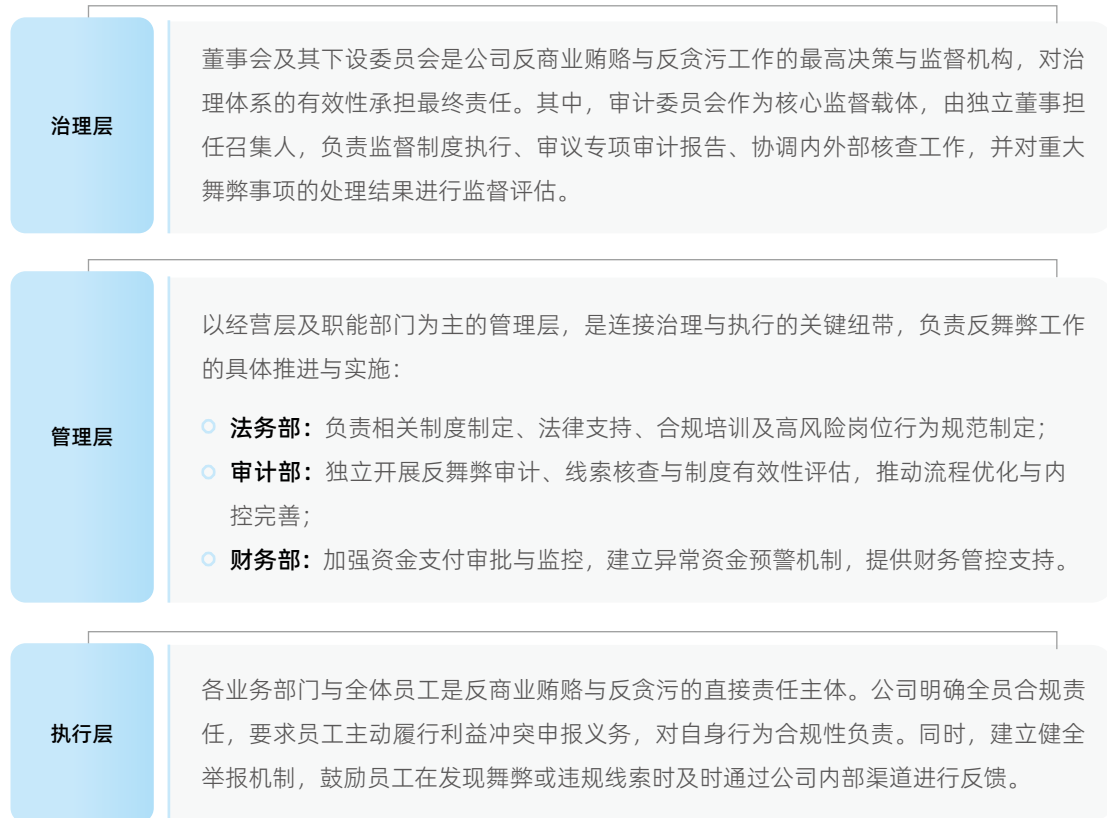 治理层
董事会及其下设委员会是公司反商业贿赂与反贪污工作的最高决策与监督机构，对治
理体系的有效性承担最终责任。其中，审计委员会作为核心监督载体，由独立董事担
任召集人，负责监督制度执行、审议专项审计报告、协调内外部核查工作，并对重大
舞弊事项的处理结果进行监督评估。
管理层
以经营层及职能部门为主的管理层，是连接治理与执行的关键纽带，负责反舞弊工作
的具体推进与实施：
法务部：负责相关制度制定、法律支持、合规培训及高风险岗位行为规范制定；
审计部：独立开展反舞弊审计、线索核查与制度有效性评估，推动流程优化与内
控完善；
财务部：加强资金支付审批与监控，建立异常资金预警机制，提供财务管控支持。
执行层
各业务部门与全体员工是反商业贿赂与反贪污的直接责任主体。公司明确全员合规责
任，要求员工主动履行利益冲突申报义务，对自身行为合规性负责。同时，建立健全
举报机制，鼓励员工在发现舞弊或违规线索时及时通过公司内部渠道进行反馈。